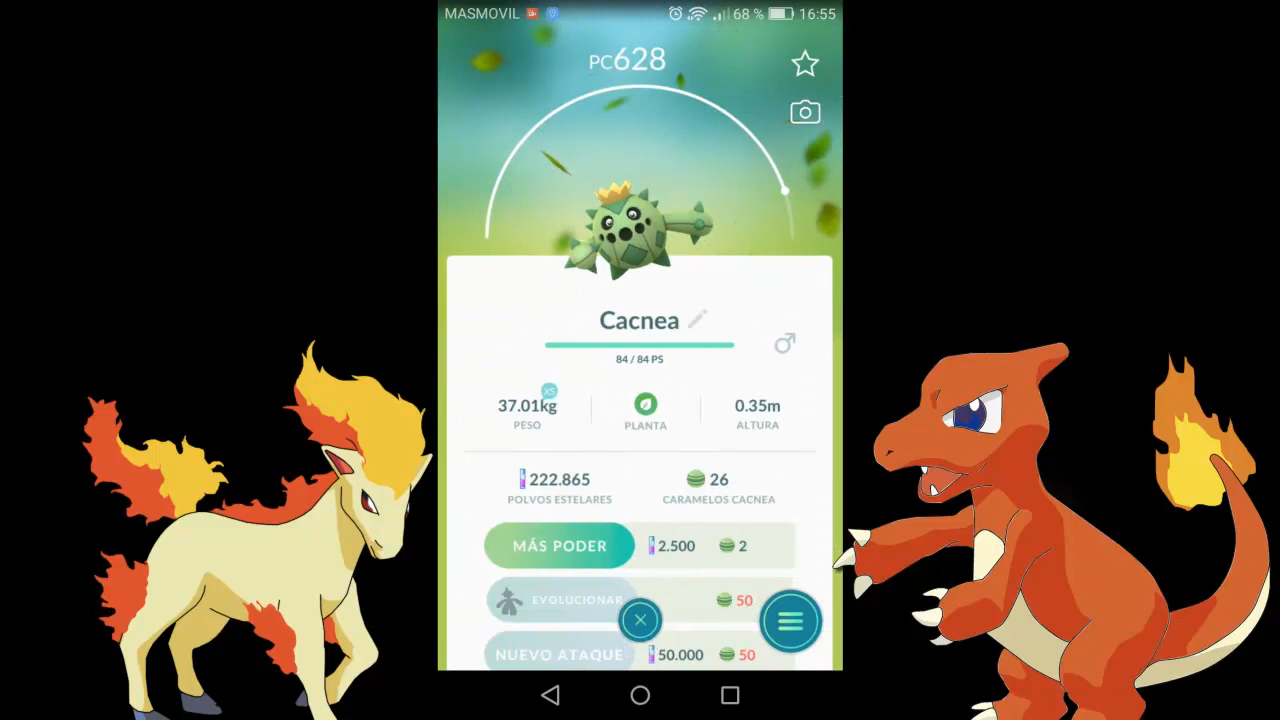 MASMOVIL 68 % 16:55
PC628
Cacnea
84 / 84 PS
XS
37.01kg 0.35m
PESO PLANTA ALTURA
222.865 26
POLVOS ESTELARES CARAMELOS CACNEA
MÁS PODER 2.500 2
EVOLUCIONAR 50
NUEVO ATAQUE 50.000 50